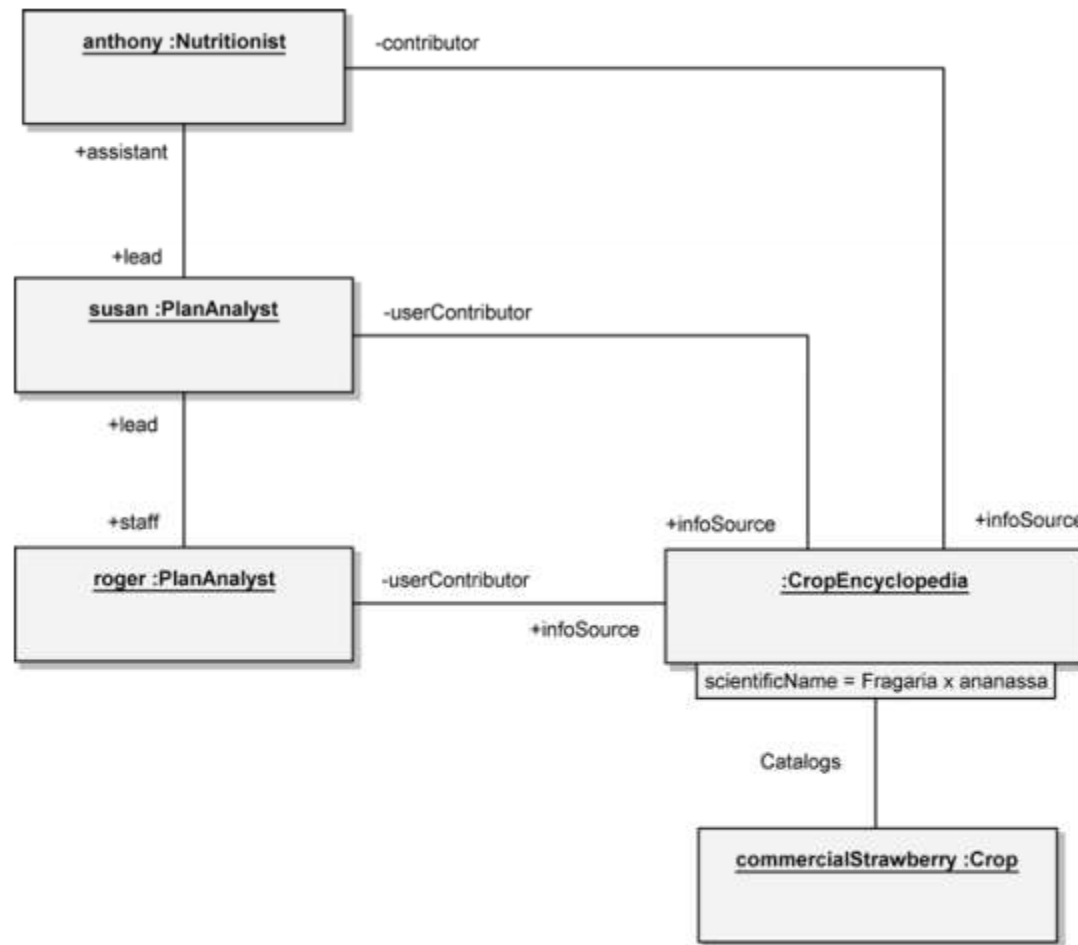 anthony :Nutritionist
-contributor
+assistant
+lead
susan :PlanAnalyst
-userContributor
+lead
+staff
+infoSource
+infoSource
roger :PlanAnalyst
-userContributor
+infoSource
:CropEncyclopedia
scientificName = Fragaria x ananassa
Catalogs
commercialStrawberry :Crop